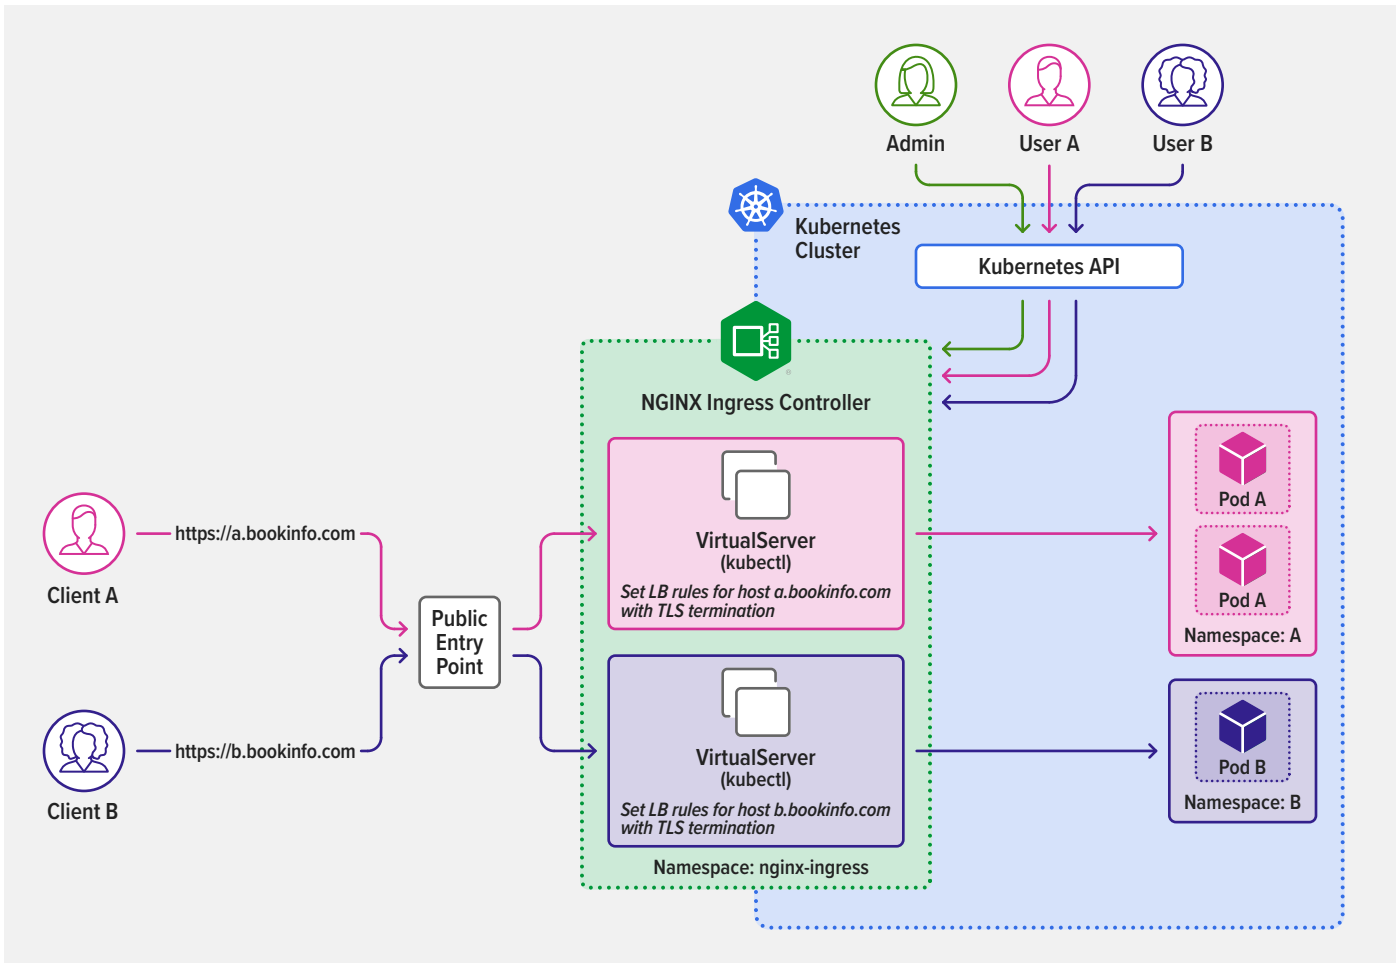 Admin
User A
User B
Kubernetes
Cluster
Kubernetes API
NGINX Ingress Controller
VirtualServer
(kubectl)
Set LB rules for host a.bookinfo.com
with TLS termination
VirtualServer
(kubectl)
Set LB rules for host b.bookinfo.com
with TLS termination
Namespace: nginx-ingress
Client A
https://a.bookinfo.com
Public
Entry
Point
Client B
https://b.bookinfo.com
Pod A
Pod A
Namespace: A
Pod B
Namespace: B